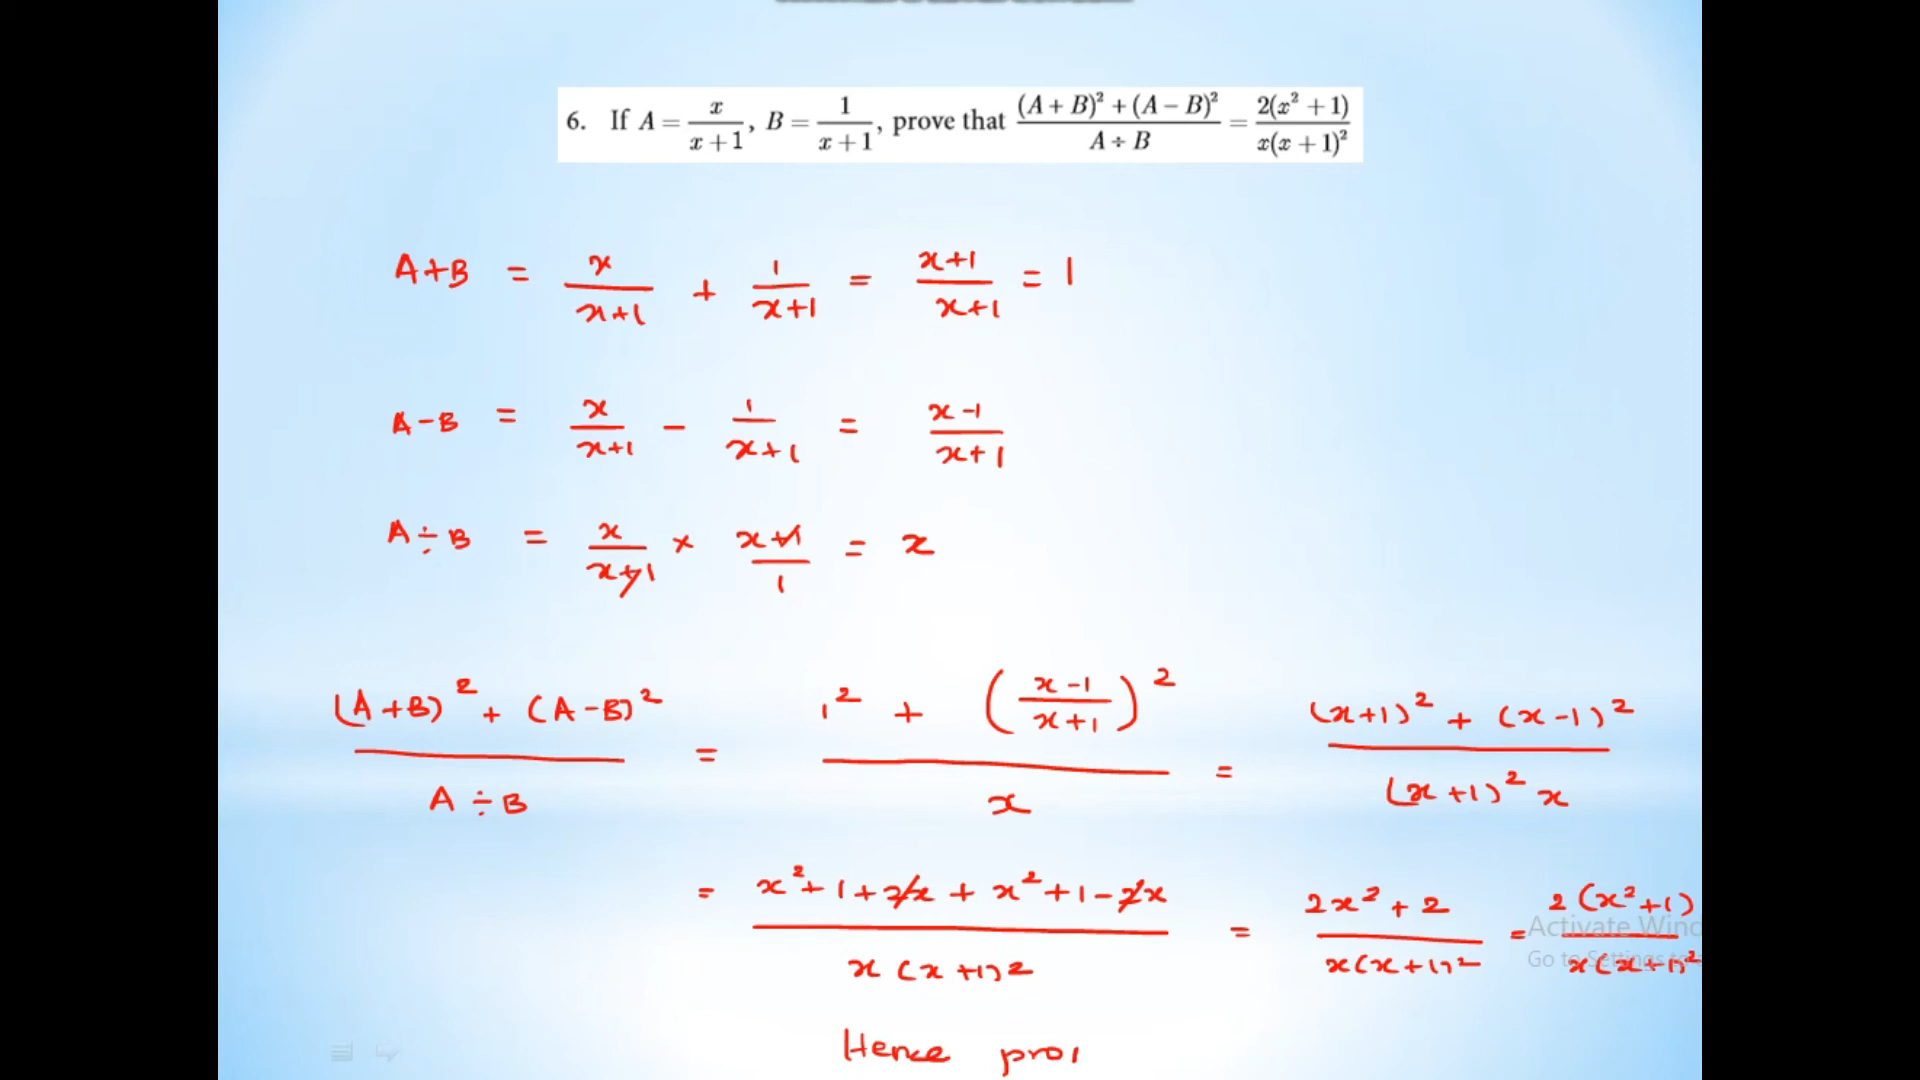 6. If A = x/(x+1), B = 1/(x+1), prove that ((A + B)² + (A − B)²)/(A ÷ B) = 2(x² + 1)/(x(x + 1)²)
A+B = x/(x+1) + 1/(x+1) = (x+1)/(x+1) = 1
A−B = x/(x+1) − 1/(x+1) = (x−1)/(x+1)
A÷B = x/(x+1) × (x+1)/1 = x
((A+B)² + (A−B)²)/(A÷B) = (1² + ((x−1)/(x+1))²)/x = ((x+1)² + (x−1)²)/((x+1)² x)
= (x²+1+2x + x²+1−2x)/(x(x+1)²) = (2x²+2)/(x(x+1)²) = 2(x²+1)/(x(x+1)²)
Activate Winc
Go to Settings to a
Hence pro